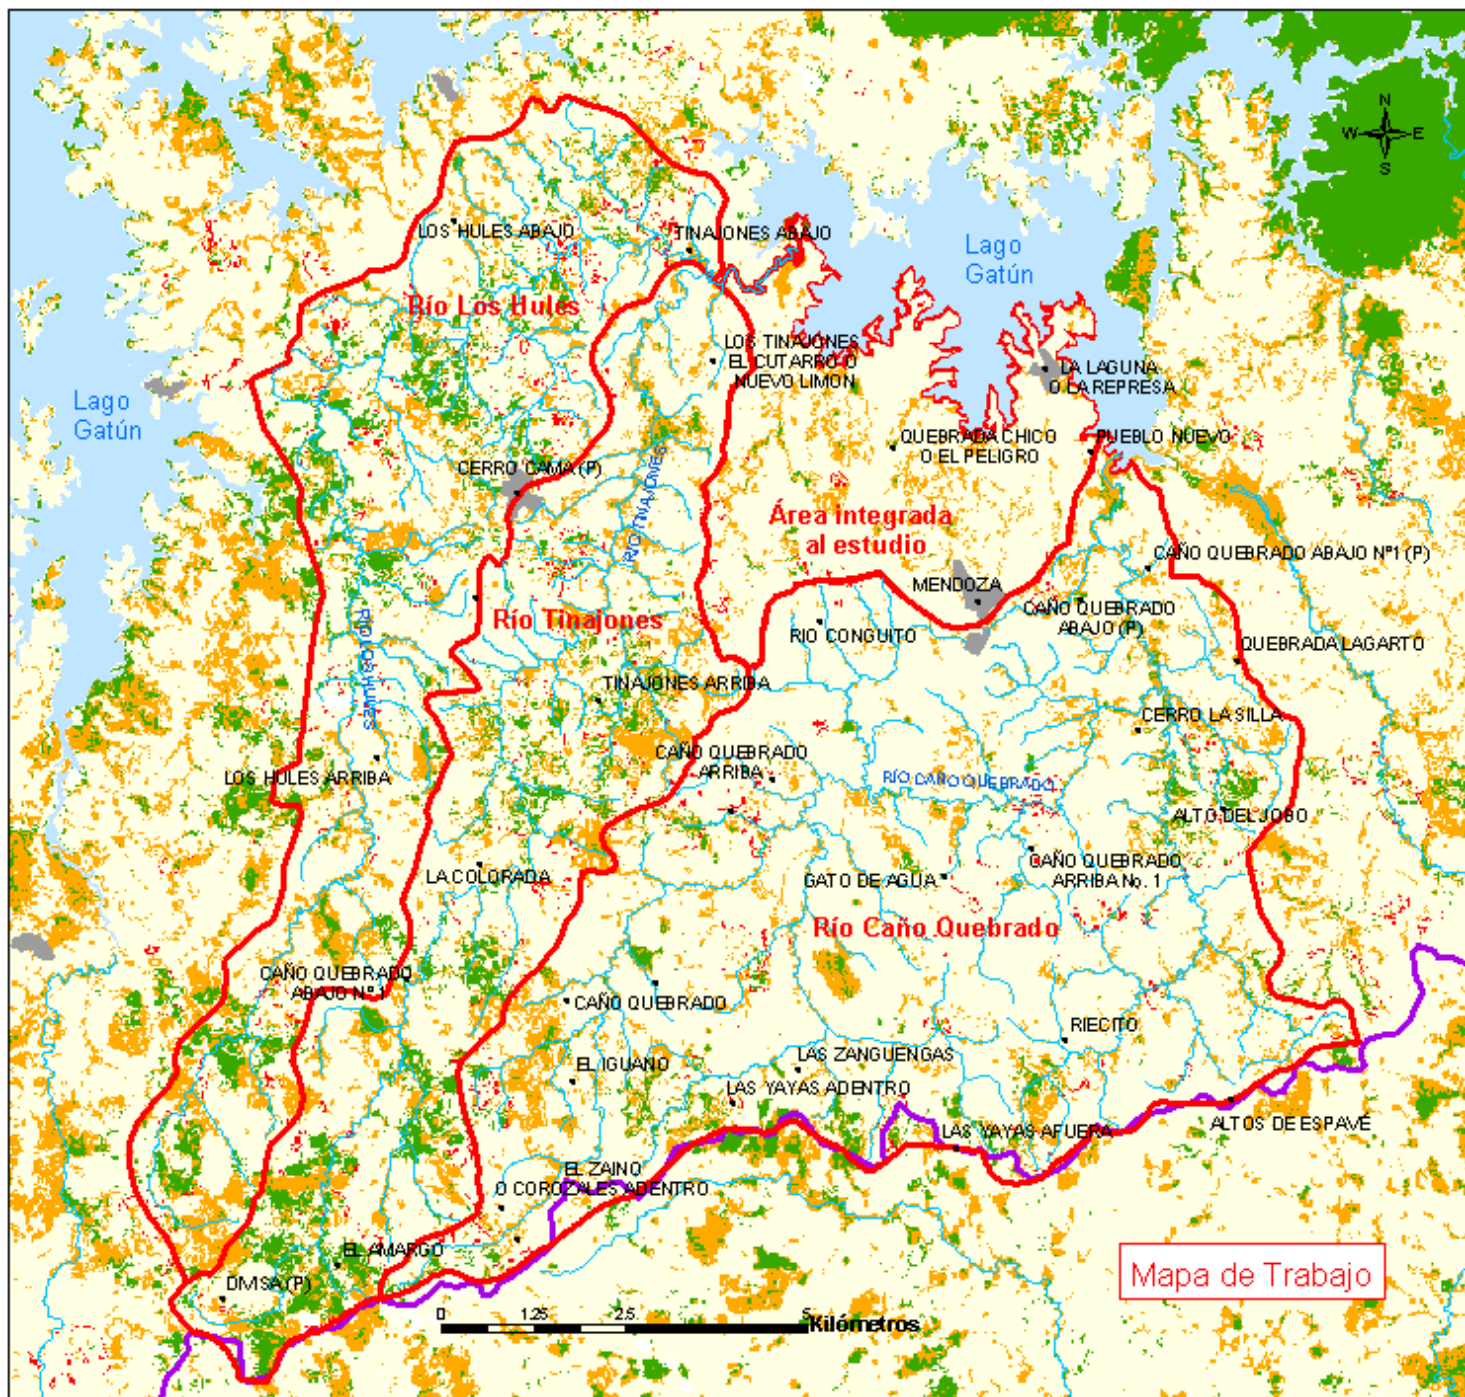 N
W E
S
LOS HULES ABAJO
TINAJONES ABAJO
Lago
Gatún
Río Los Hules
LOS TINAJONES
EL CUTARRO O
NUEVO LIMON
LA LAGUNA
O LA REPRESA
Lago
Gatún
QUEBRADA CHICO
O EL PELIGRO
PUEBLO NUEVO
CERRO CAMA (P)
RÍO TINAJONES
Área integrada
al estudio
CAÑO QUEBRADO ABAJO Nº1 (P)
MENDOZA
CAÑO QUEBRADO
ABAJO (P)
Río Tinajones
RIO CONGUITO
QUEBRADA LAGARTO
RÍO LOS HULES
TINAJONES ARRIBA
CERRO LA SILLA
CAÑO QUEBRADO
ARRIBA
LOS HULES ARRIBA
RÍO CAÑO QUEBRADO
ALTO DEL JOBO
LA COLORADA
GATO DE AGUA
CAÑO QUEBRADO
ARRIBA No. 1
Río Caño Quebrado
CAÑO QUEBRADO
ABAJO Nº 1
CAÑO QUEBRADO
RIECITO
EL IGUANO
LAS ZANGUENGAS
LAS YAYAS ADENTRO
ALTOS DE ESPAVE
LAS YAYAS AFUERA
EL ZAINO
O COROZALES ADENTRO
EL AMARGO
DIVISA (P)
Mapa de Trabajo
0 1.25 2.5 5
Kilómetros